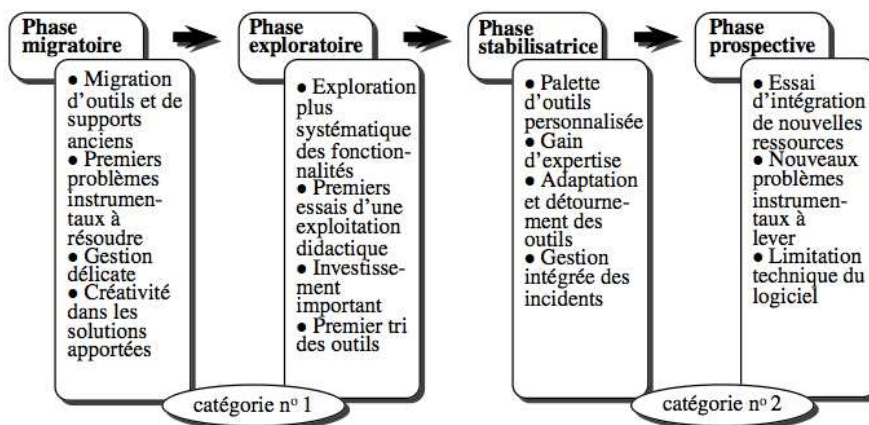 Phase
migratoire
● Migration
d’outils et de
supports
anciens
● Premiers
problèmes
instrumen-
taux à
résoudre
● Gestion
délicate
● Créativité
dans les
solutions
apportées
Phase
exploratoire
● Exploration
plus
systématique
des fonction-
nalités
● Premiers
essais d’une
exploitation
didactique
● Investisse-
ment
important
● Premier tri
des outils
catégorie nº 1
Phase
stabilisatrice
● Palette
d’outils
personnalisée
● Gain
d’expertise
● Adaptation
et détourne-
ment des
outils
● Gestion
intégrée des
incidents
Phase
prospective
● Essai
d’intégration
de nouvelles
ressources
● Nouveaux
problèmes
instrumen-
taux à
lever
● Limitation
technique du
logiciel
catégorie nº 2